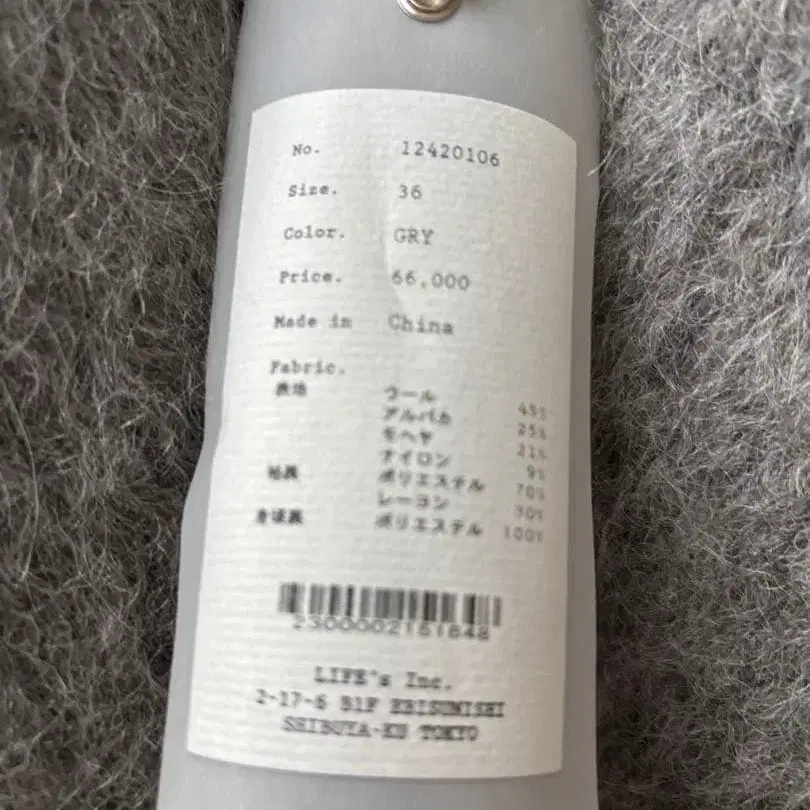 No. 12420106
Size. 36
Color. GRY
Price. 66,000
Made in China
Fabric.
表地 ウール 45%
アルパカ 25%
モヘヤ 21%
ナイロン 9%
袖裏 ポリエステル 70%
レーヨン 30%
身頃裏 ポリエステル 100%
2300002161848
LIFE's Inc.
2-17-6 B1F EBISUNISHI
SHIBUYA-KU TOKYO